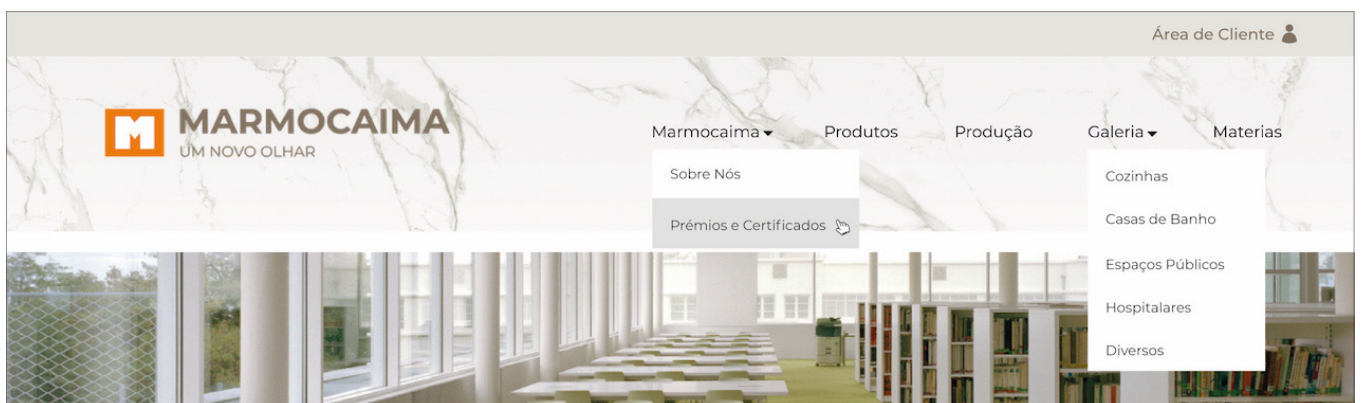 Área de Cliente
MARMOCAIMA
UM NOVO OLHAR
Marmocaima Produtos Produção Galeria Materias
Sobre Nós
Prémios e Certificados
Cozinhas
Casas de Banho
Espaços Públicos
Hospitalares
Diversos